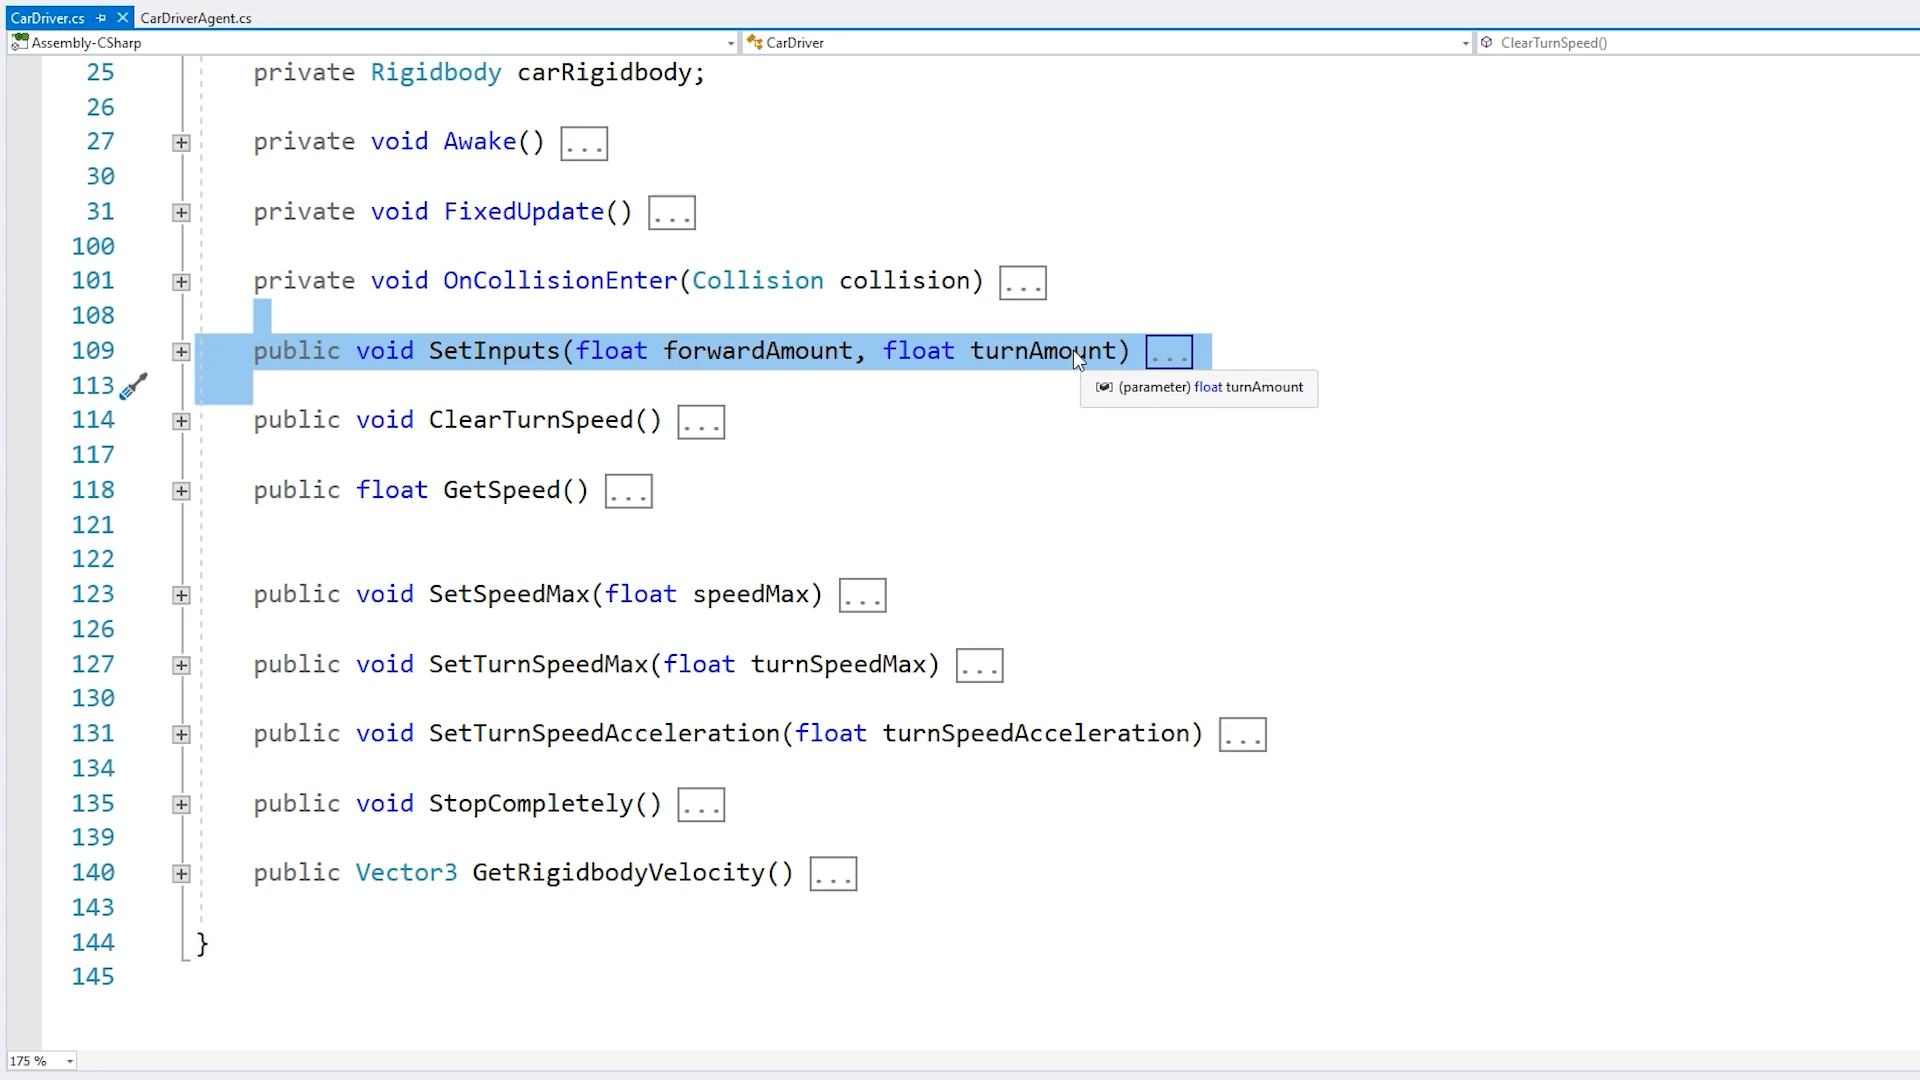 CarDriver.cs CarDriverAgent.cs
Assembly-CSharp CarDriver ClearTurnSpeed()
25 private Rigidbody carRigidbody;
26
27 private void Awake() ...
30
31 private void FixedUpdate() ...
100
101 private void OnCollisionEnter(Collision collision) ...
108
109 public void SetInputs(float forwardAmount, float turnAmount) ...
113 (parameter) float turnAmount
114 public void ClearTurnSpeed() ...
117
118 public float GetSpeed() ...
121
122
123 public void SetSpeedMax(float speedMax) ...
126
127 public void SetTurnSpeedMax(float turnSpeedMax) ...
130
131 public void SetTurnSpeedAcceleration(float turnSpeedAcceleration) ...
134
135 public void StopCompletely() ...
139
140 public Vector3 GetRigidbodyVelocity() ...
143
144 }
145
175 %